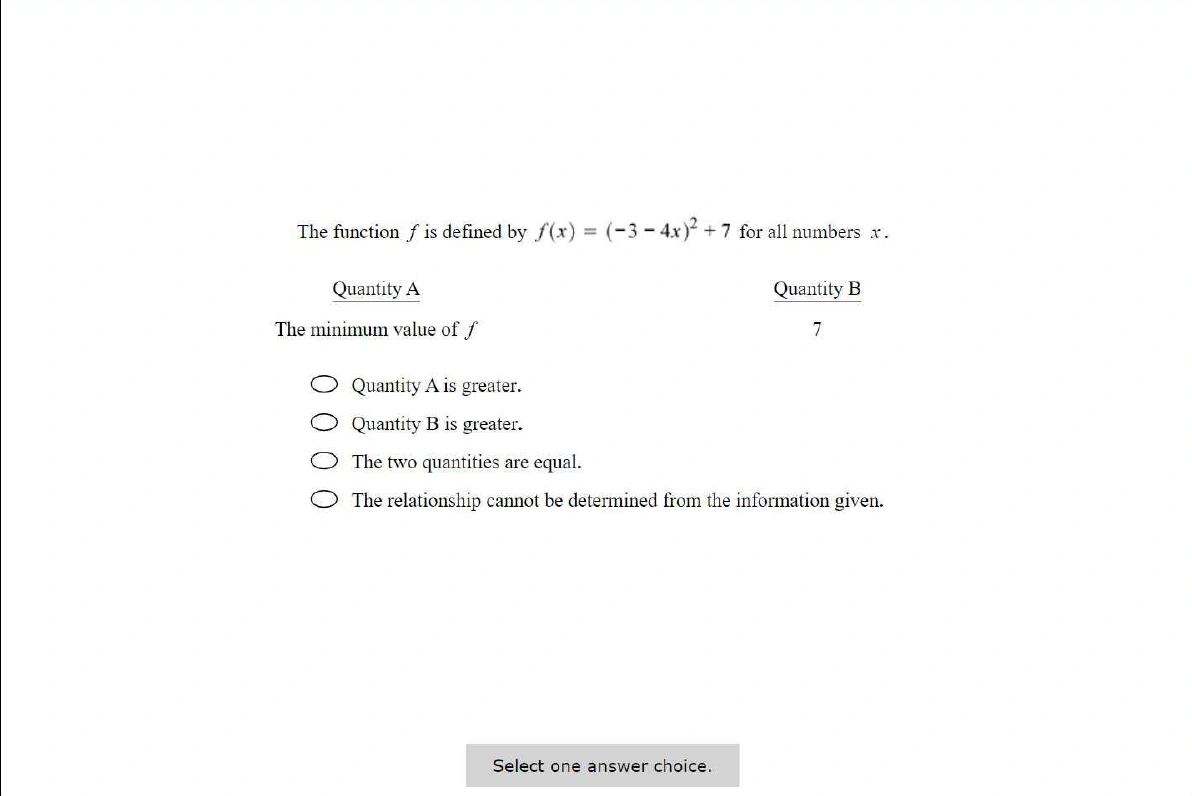 The function f is defined by f(x) = (−3 − 4x)² + 7 for all numbers x.
Quantity A
Quantity B
The minimum value of f
7
Quantity A is greater.
Quantity B is greater.
The two quantities are equal.
The relationship cannot be determined from the information given.
Select one answer choice.